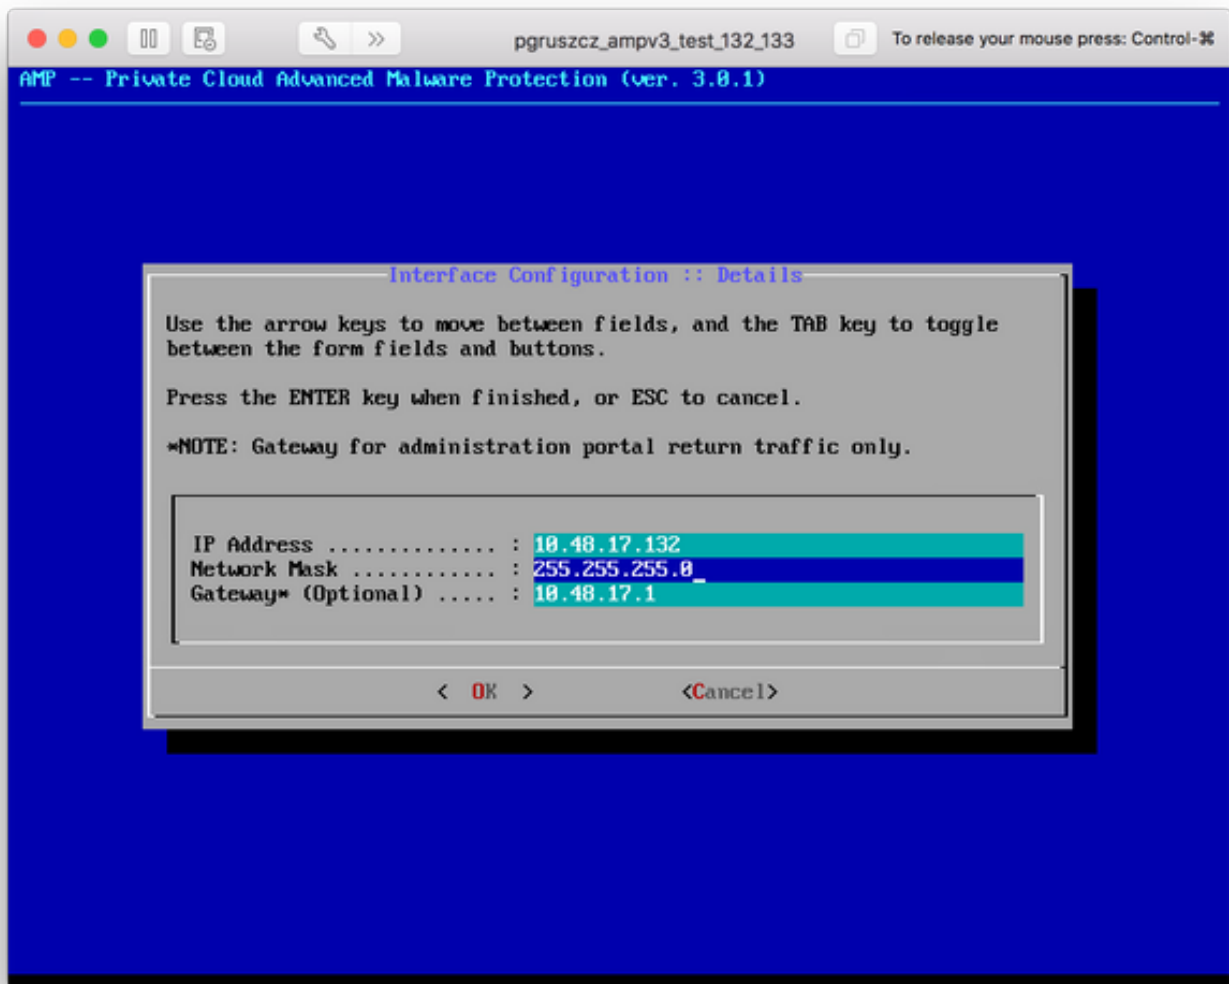 pgruszcz_ampv3_test_132_133
To release your mouse press: Control-⌘
AMP -- Private Cloud Advanced Malware Protection (ver. 3.0.1)
Interface Configuration :: Details
Use the arrow keys to move between fields, and the TAB key to toggle
between the form fields and buttons.
Press the ENTER key when finished, or ESC to cancel.
*NOTE: Gateway for administration portal return traffic only.
IP Address .............. : 10.48.17.132
Network Mask ............ : 255.255.255.0_
Gateway* (Optional) ..... : 10.48.17.1
< OK > <Cancel>